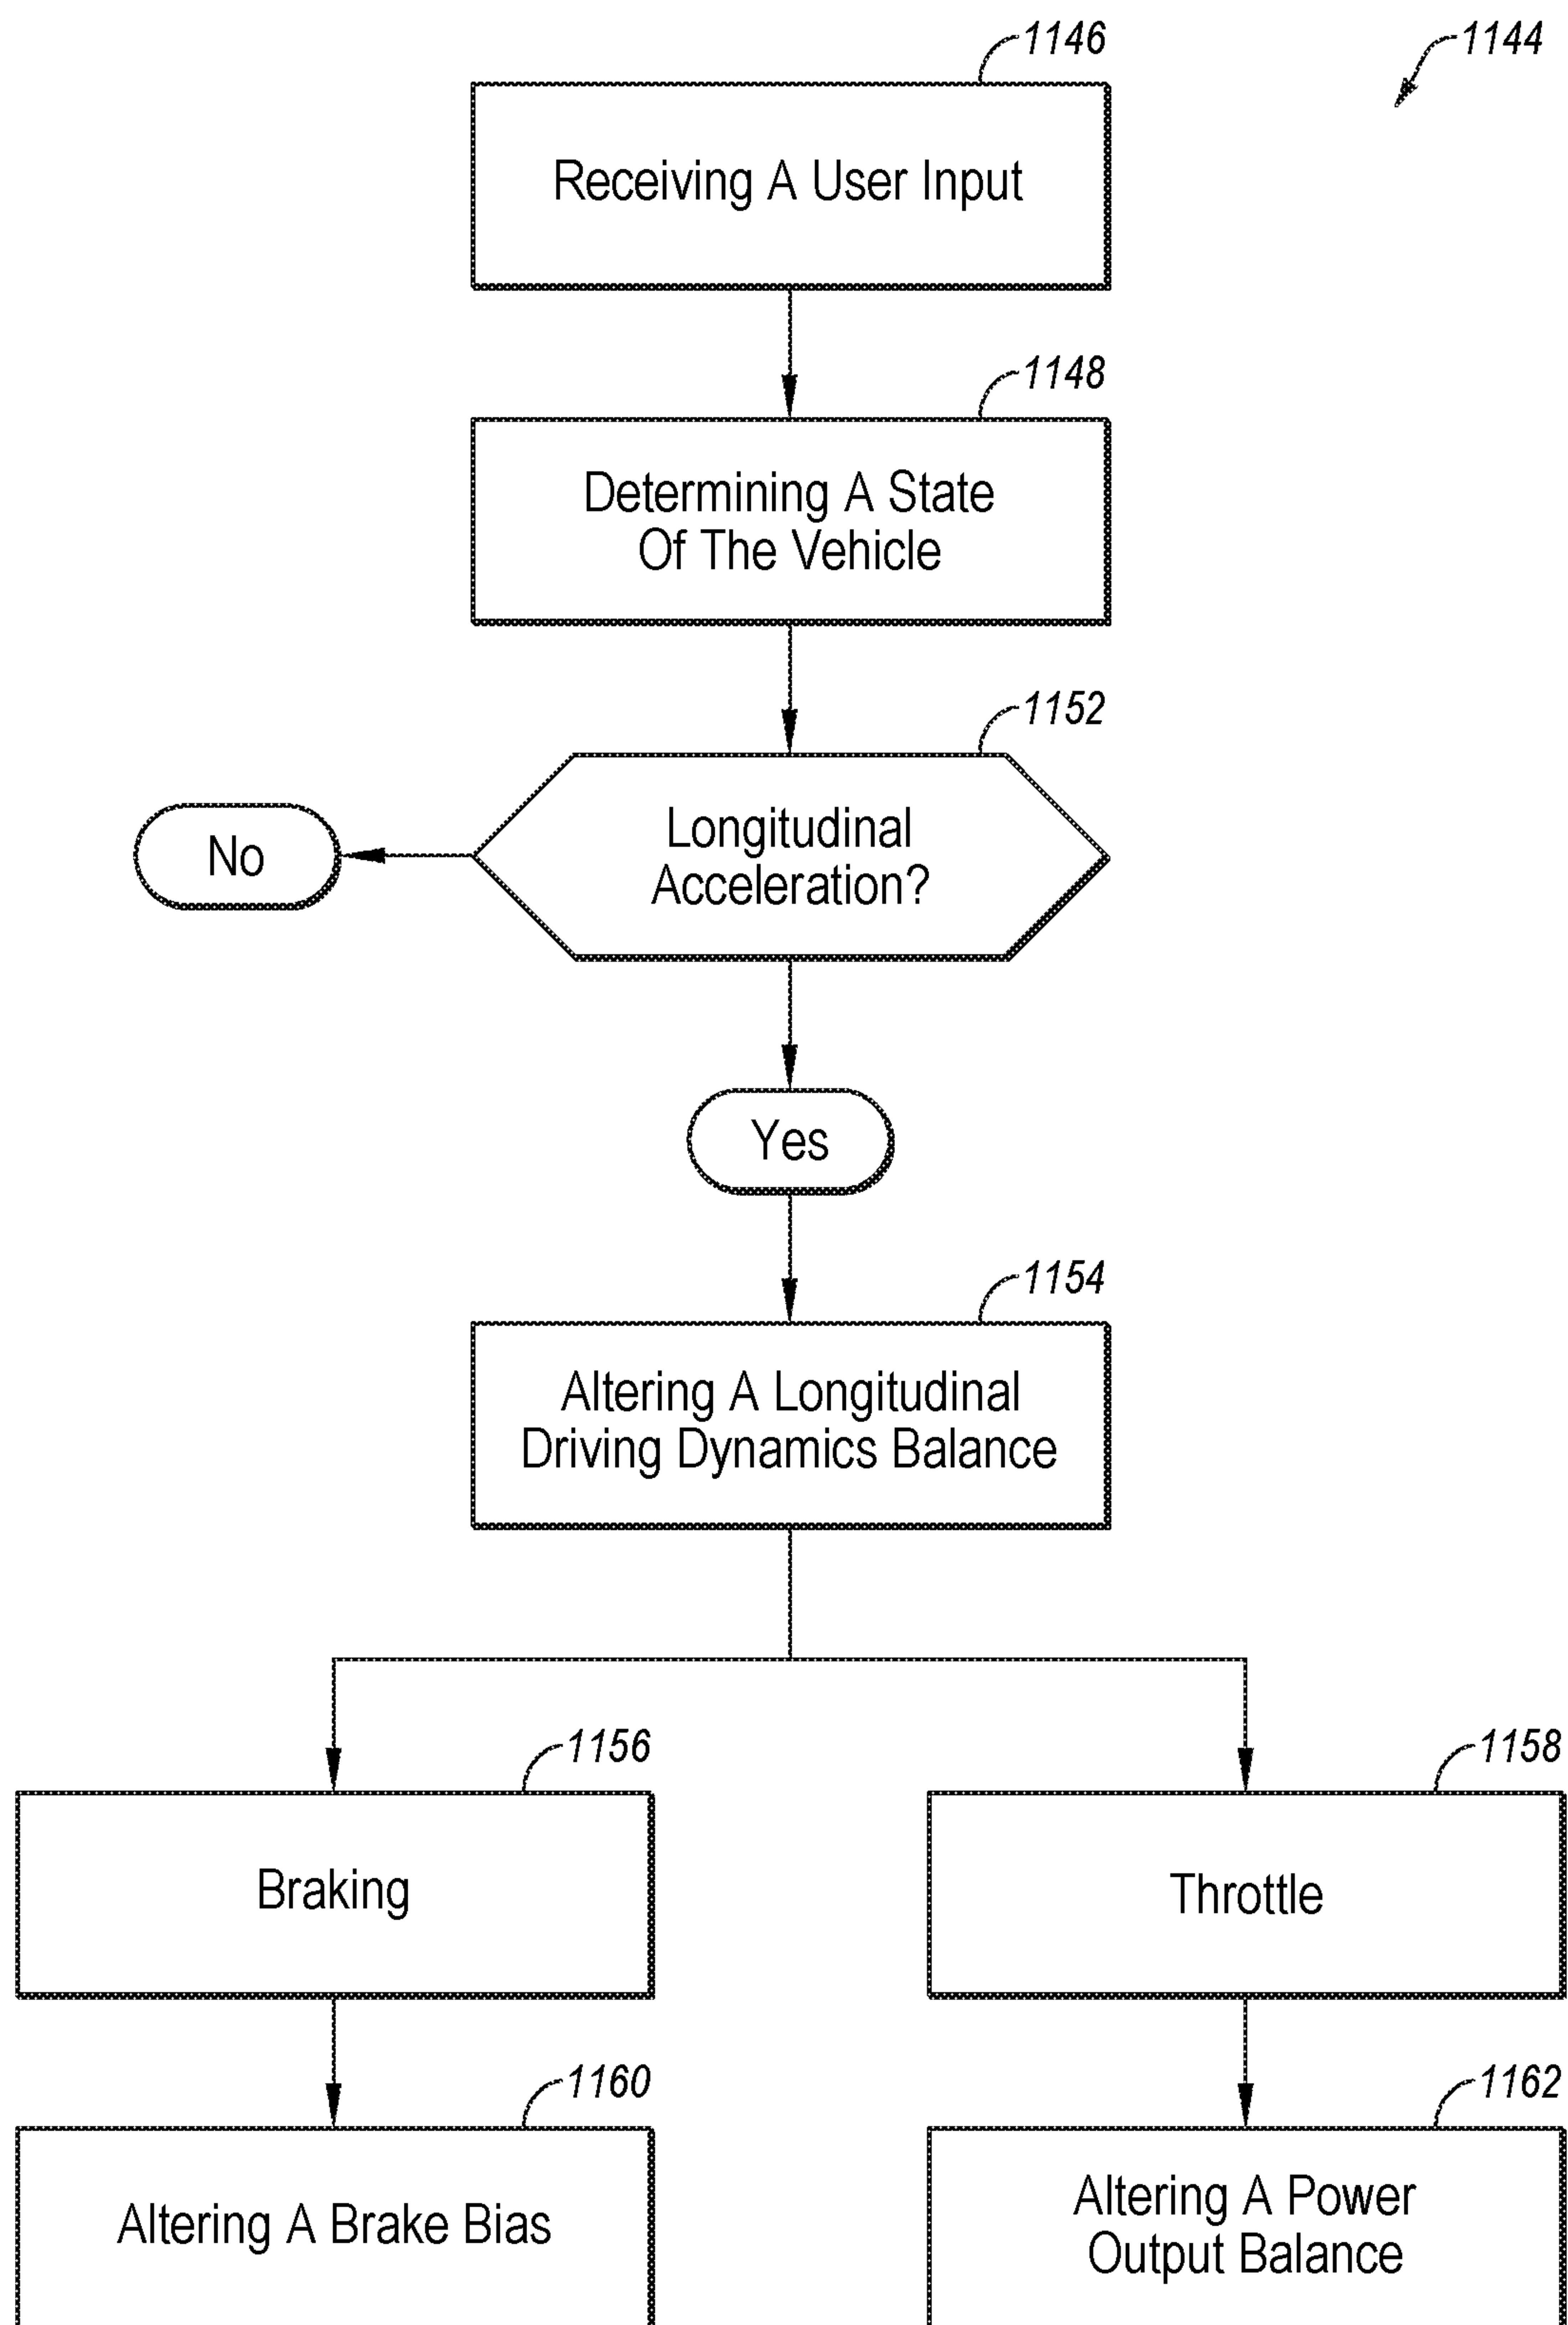 1146
1144
Receiving A User Input
1148
Determining A State
Of The Vehicle
1152
Longitudinal
Acceleration?
No
Yes
1154
Altering A Longitudinal
Driving Dynamics Balance
1156
1158
Braking
Throttle
1160
1162
Altering A Brake Bias
Altering A Power
Output Balance